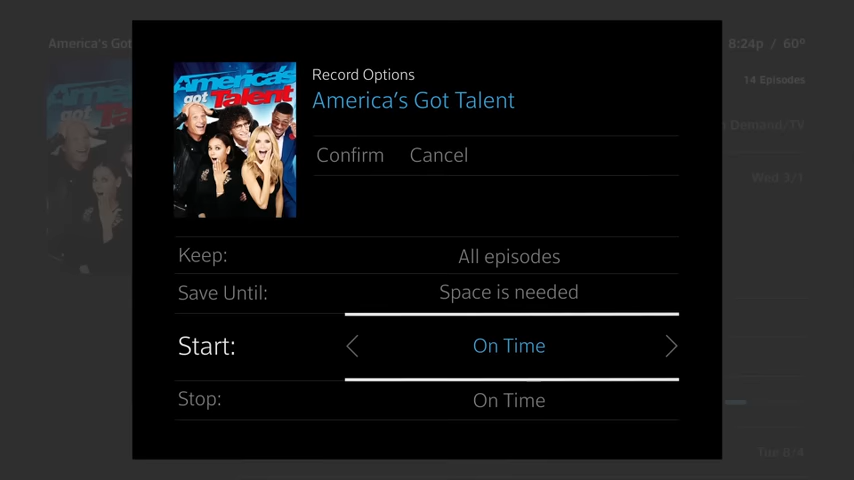 America's Got
8:24p / 60°
14 Episodes
Demand/TV
Wed 3/1
Tue 6/4
America's
got Talent
America's
got
Record Options
America's Got Talent
Confirm Cancel
Keep: All episodes
Save Until: Space is needed
Start: On Time
Stop: On Time